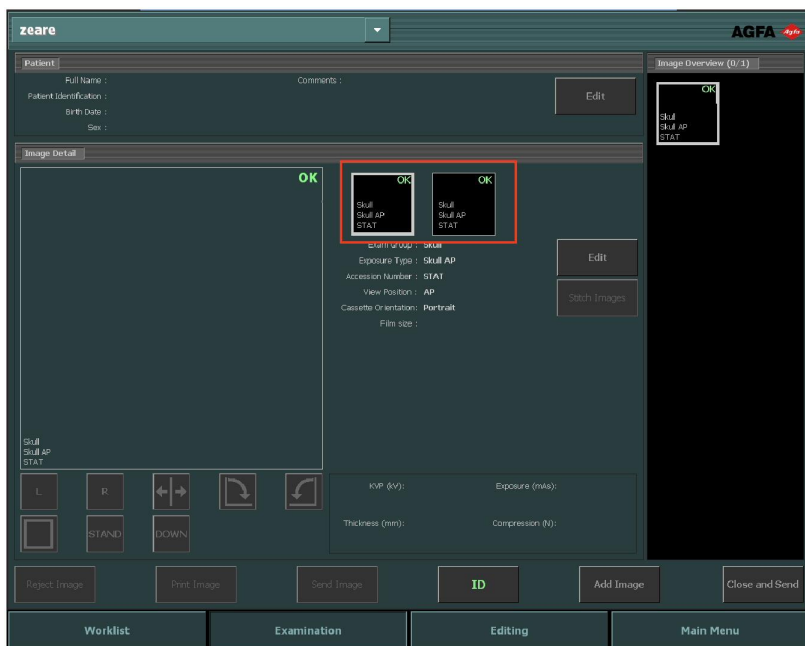 zeare
AGFA
Agfa
Patient
Full Name :
Comments :
Patient Identification :
Birth Date :
Sex :
Edit
Image Overview (0/1)
OK
Skull
Skull AP
STAT
Image Detail
OK
OK
Skull
Skull AP
STAT
OK
Skull
Skull AP
STAT
Exam Group : Skull
Exposure Type : Skull AP
Accession Number : STAT
View Position : AP
Cassette Orientation: Portrait
Film size :
Edit
Stitch Images
Skull
Skull AP
STAT
L
R
STAND
DOWN
KVP (kV):
Exposure (mAs):
Thickness (mm):
Compression (N):
Reject Image
Print Image
Send Image
ID
Add Image
Close and Send
Worklist
Examination
Editing
Main Menu